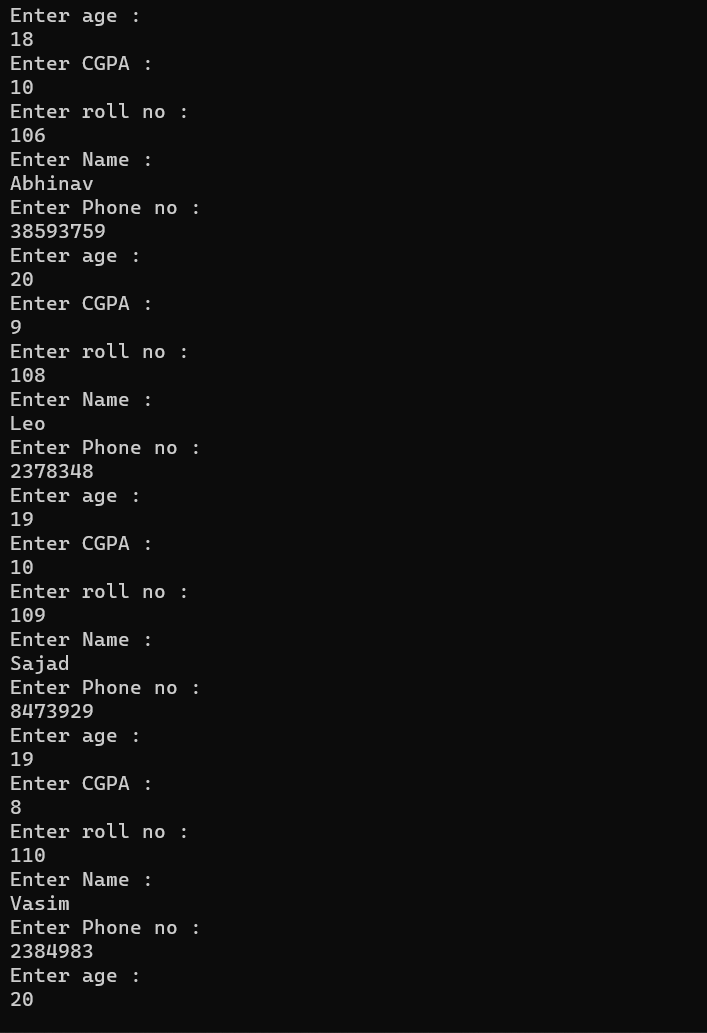 Enter age :
18
Enter CGPA :
10
Enter roll no :
106
Enter Name :
Abhinav
Enter Phone no :
38593759
Enter age :
20
Enter CGPA :
9
Enter roll no :
108
Enter Name :
Leo
Enter Phone no :
2378348
Enter age :
19
Enter CGPA :
10
Enter roll no :
109
Enter Name :
Sajad
Enter Phone no :
8473929
Enter age :
19
Enter CGPA :
8
Enter roll no :
110
Enter Name :
Vasim
Enter Phone no :
2384983
Enter age :
20